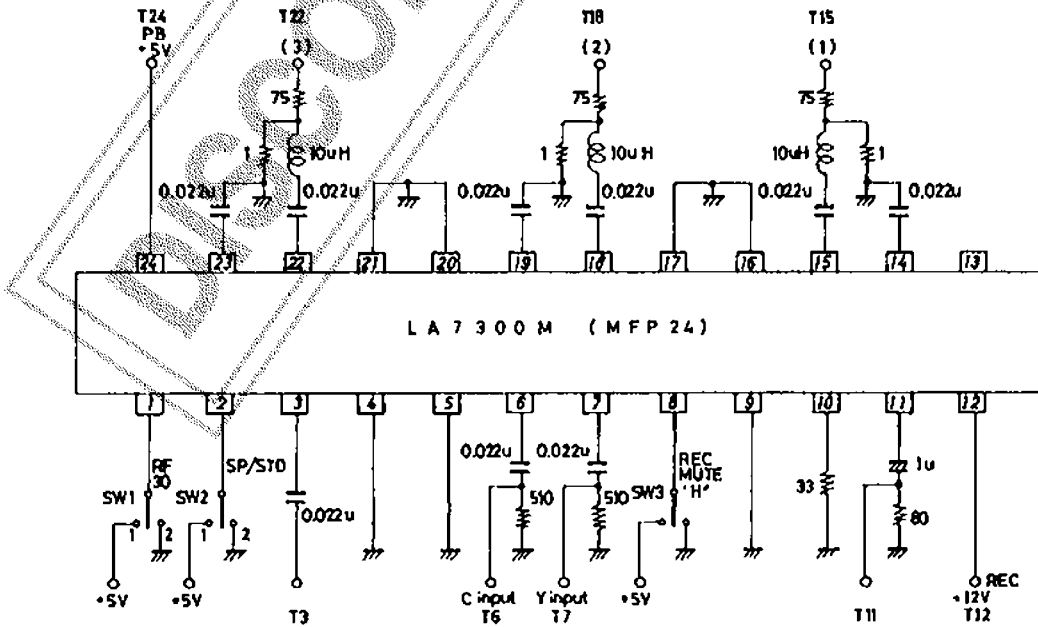 T24 T22 T18 T15
PB
+5V (3) (2) (1)
75 75 75
1 10uH 1 10uH 10uH 1
0.022u 0.022u 0.022u 0.022u 0.022u 0.022u
24 23 22 21 20 19 18 17 16 15 14 13
LA7300M (MFP24)
1 2 3 4 5 6 7 8 9 10 11 12
RF
30
SP/STD
0.022u 0.022u
REC
MUTE
"H"
1u
SW1 SW2 510 510 SW3 33
1 2 1 2 0.022u 80
+5V +5V T3 C input Y input +5V T11 +12V REC
T6 T7 T12